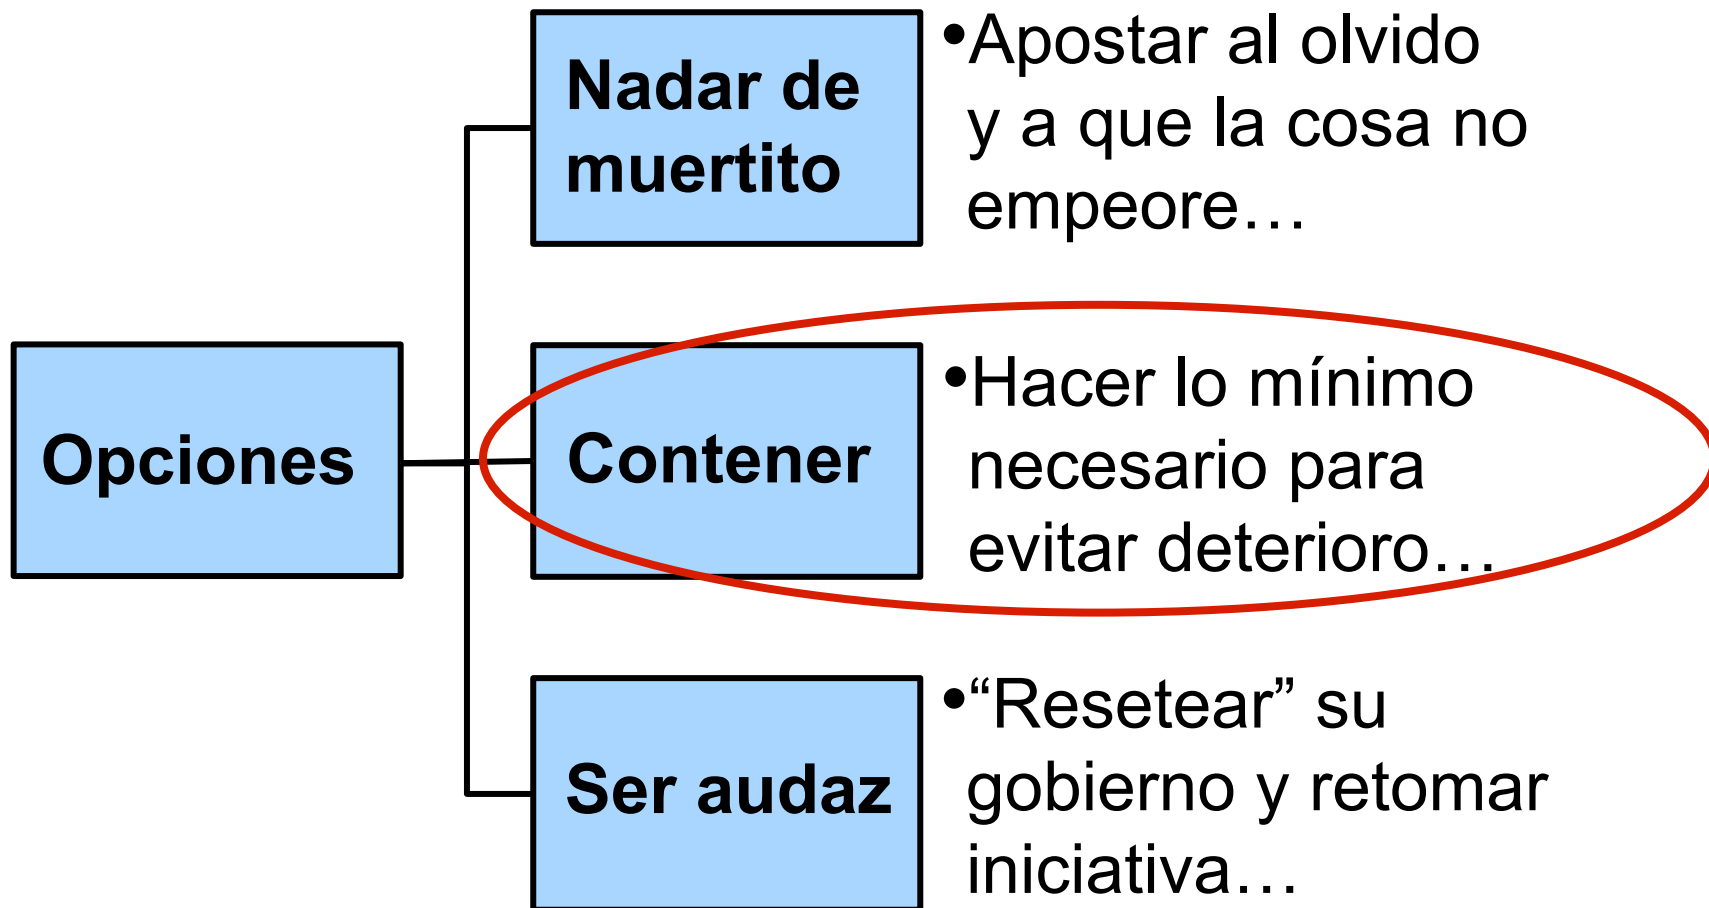 Opciones
Nadar de
muertito
•Apostar al olvido
y a que la cosa no
empeore…
Contener
•Hacer lo mínimo
necesario para
evitar deterioro…
Ser audaz
•“Resetear” su
gobierno y retomar
iniciativa…